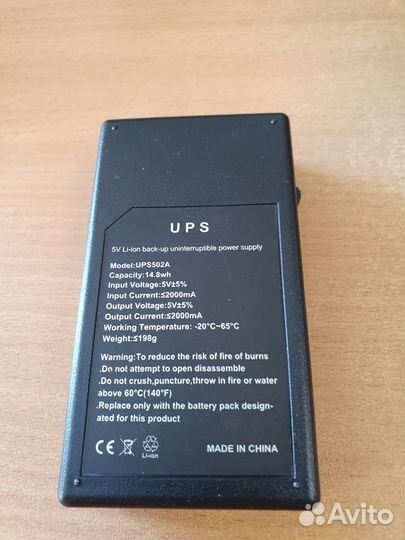 UPS
5V Li-ion back-up uninterruptible power supply
Model:UPS502A
Capacity:14.8wh
Input Voltage:5V±5%
Input Current:≤2000mA
Output Voltage:5V±5%
Output Current:≤2000mA
Working Temperature: -20°C~65°C
Weight:≤198g
Warning:To reduce the risk of fire of burns
.Do not attempt to open disassemble
.Do not crush,puncture,throw in fire or water
above 60°C(140°F)
.Replace only with the battery pack design-
ated for this product
CE
Li-ion
MADE IN CHINA
Avito